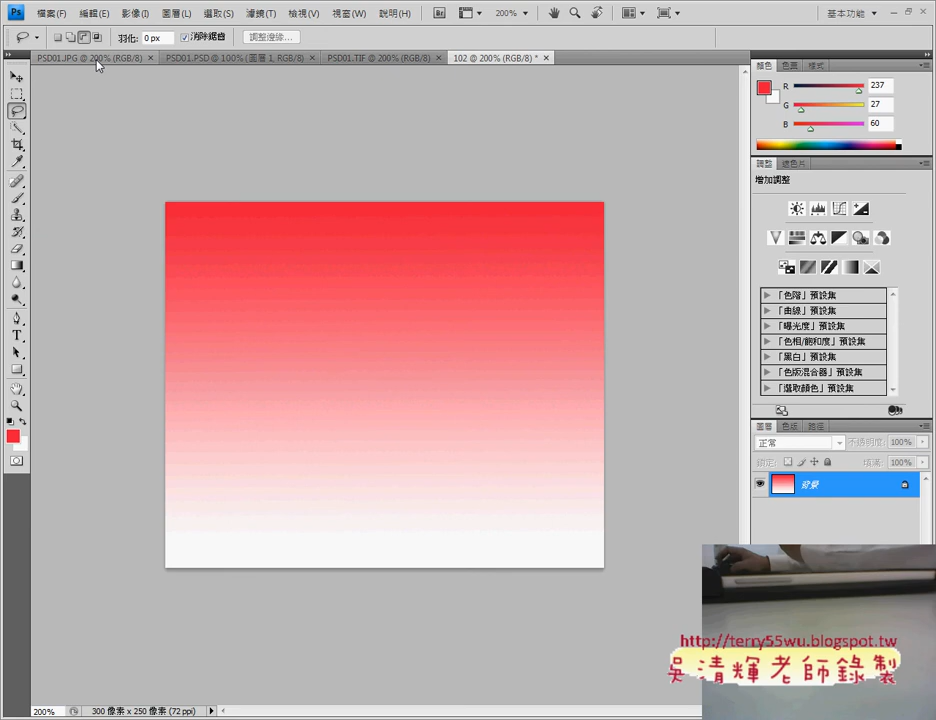 Ps 檔案(F) 編輯(E) 影像(I) 圖層(L) 選取(S) 濾鏡(T) 檢視(V) 視窗(W) 說明(H) Br 200% 基本功能
羽化: 0 px 消除鋸齒 調整邊緣...
PSD01.JPG @ 200% (RGB/8) PSD01.PSD @ 100% (圖層 1, RGB/8) PSD01.TIF @ 200% (RGB/8) 102 @ 200% (RGB/8) *
顏色 色票 樣式
R 237
G 27
B 60
調整 遮色片
增加調整
「色階」預設集
「曲線」預設集
「曝光度」預設集
「色相/飽和度」預設集
「黑白」預設集
「色版混合器」預設集
「選取顏色」預設集
圖層 色版 路徑
正常 不透明度: 100%
鎖定: 填滿: 100%
背景
http://terry55wu.blogspot.tw
吳清輝老師錄製
200% 300 像素 x 250 像素 (72 ppi)